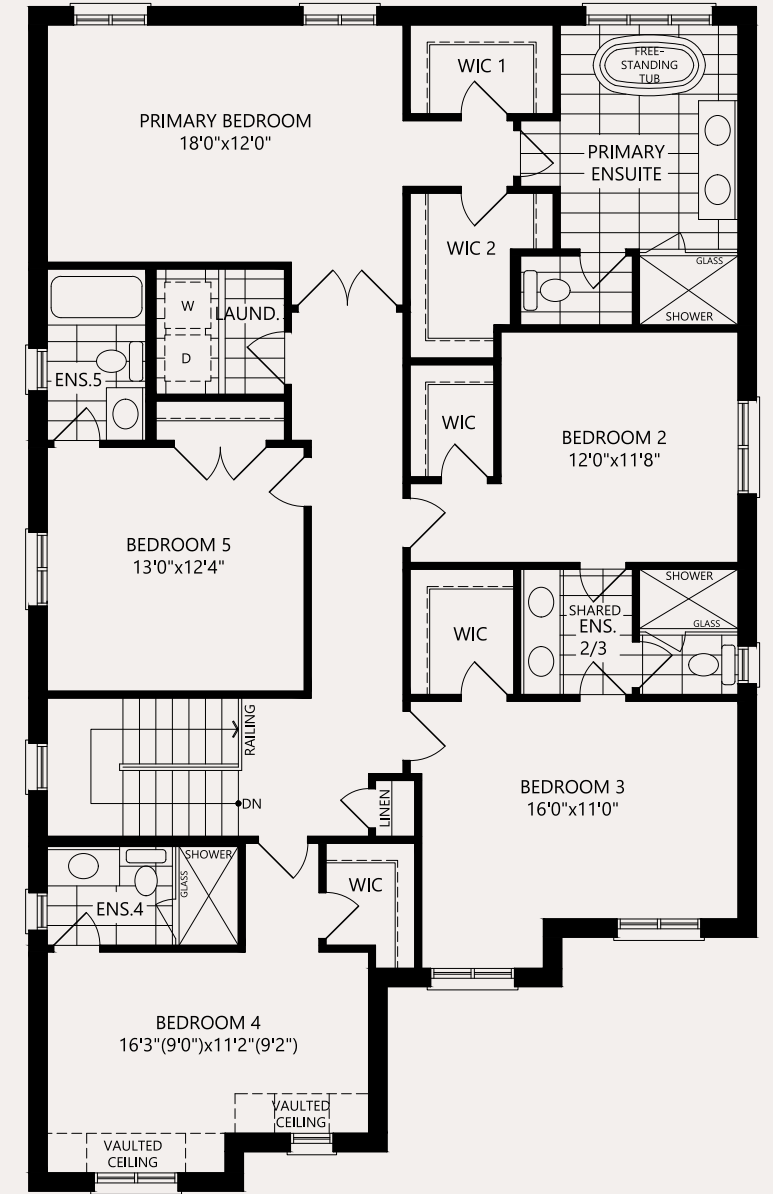 WIC 1
FREE-
STANDING
TUB
PRIMARY BEDROOM
18'0"x12'0"
PRIMARY
ENSUITE
WIC 2
GLASS
SHOWER
W
LAUND.
D
ENS.5
WIC
BEDROOM 2
12'0"x11'8"
BEDROOM 5
13'0"x12'4"
WIC
SHARED
ENS.
2/3
SHOWER
GLASS
RAILING
DN
LINEN
BEDROOM 3
16'0"x11'0"
SHOWER
GLASS
ENS.4
WIC
BEDROOM 4
16'3"(9'0")x11'2"(9'2")
VAULTED
CEILING
VAULTED
CEILING